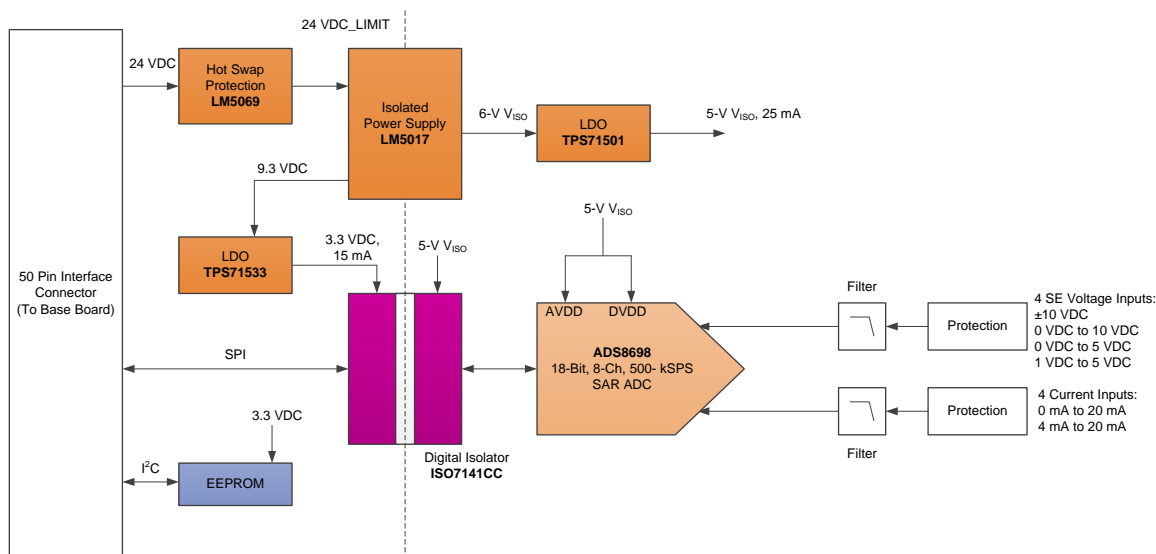 24 VDC_LIMIT
24 VDC
Hot Swap
Protection
LM5069
Isolated
Power Supply
LM5017
6-V VISO
LDO
TPS71501
5-V VISO, 25 mA
9.3 VDC
LDO
TPS71533
3.3 VDC,
15 mA
5-V VISO
5-V VISO
50 Pin Interface
Connector
(To Base Board)
AVDD
DVDD
ADS8698
18-Bit, 8-Ch, 500- kSPS
SAR ADC
Filter
Protection
4 SE Voltage Inputs:
±10 VDC
0 VDC to 10 VDC
0 VDC to 5 VDC
1 VDC to 5 VDC
SPI
Filter
Protection
4 Current Inputs:
0 mA to 20 mA
4 mA to 20 mA
3.3 VDC
I2C
EEPROM
Digital Isolator
ISO7141CC